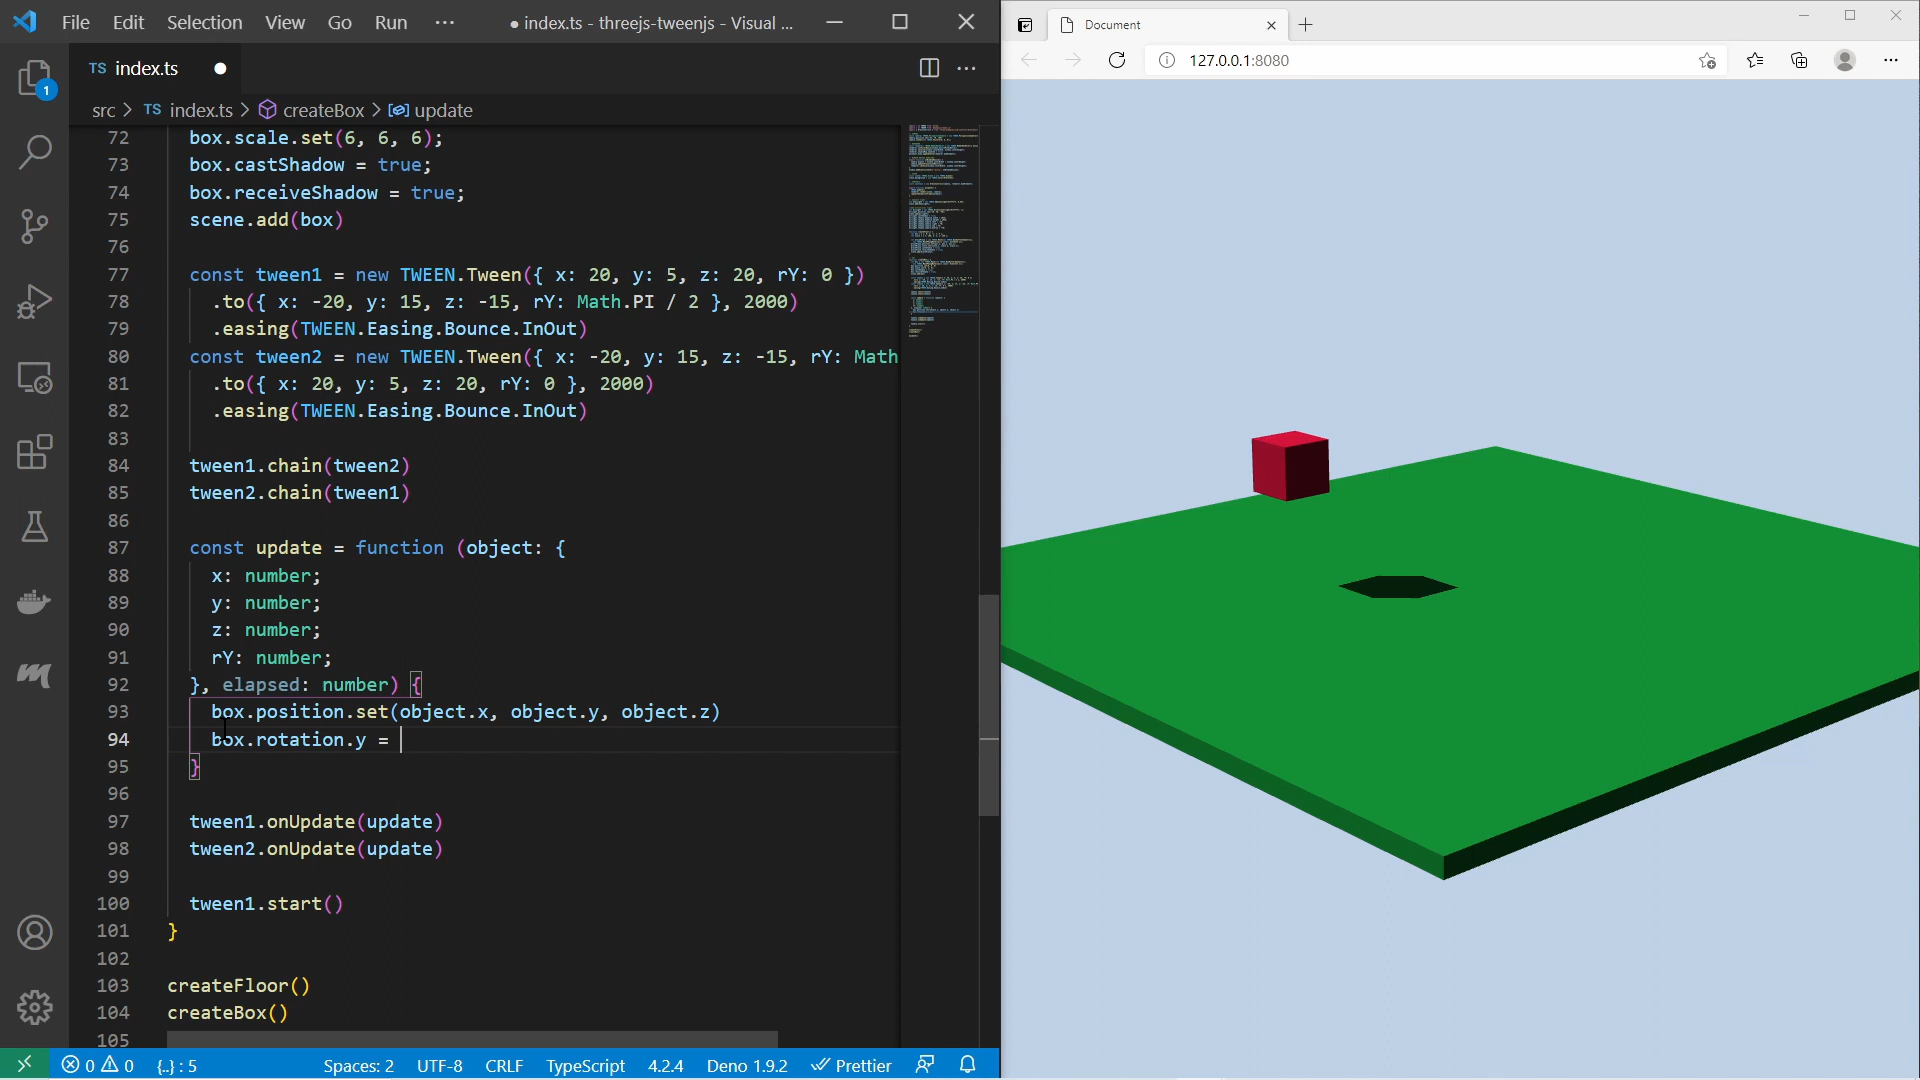 File Edit Selection View Go Run ··· ● index.ts - threejs-tweenjs - Visual ...
TS index.ts ●
src > TS index.ts > createBox > update
72 box.scale.set(6, 6, 6);
73 box.castShadow = true;
74 box.receiveShadow = true;
75 scene.add(box)
76
77 const tween1 = new TWEEN.Tween({ x: 20, y: 5, z: 20, rY: 0 })
78 .to({ x: -20, y: 15, z: -15, rY: Math.PI / 2 }, 2000)
79 .easing(TWEEN.Easing.Bounce.InOut)
80 const tween2 = new TWEEN.Tween({ x: -20, y: 15, z: -15, rY: Math
81 .to({ x: 20, y: 5, z: 20, rY: 0 }, 2000)
82 .easing(TWEEN.Easing.Bounce.InOut)
83
84 tween1.chain(tween2)
85 tween2.chain(tween1)
86
87 const update = function (object: {
88 x: number;
89 y: number;
90 z: number;
91 rY: number;
92 }, elapsed: number) {
93 box.position.set(object.x, object.y, object.z)
94 box.rotation.y =
95 }
96
97 tween1.onUpdate(update)
98 tween2.onUpdate(update)
99
100 tween1.start()
101 }
102
103 createFloor()
104 createBox()
105
1
0 0 {..} : 5 Spaces: 2 UTF-8 CRLF TypeScript 4.2.4 Deno 1.9.2 Prettier
Document
127.0.0.1:8080